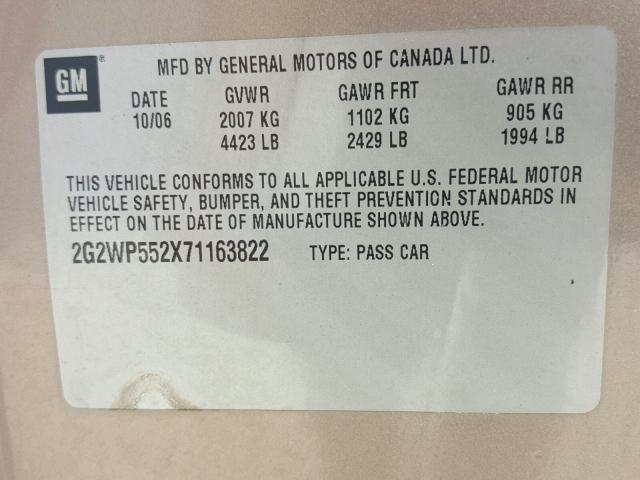 GM
MFD BY GENERAL MOTORS OF CANADA LTD.
DATE GVWR GAWR FRT GAWR RR
10/06 2007 KG 1102 KG 905 KG
4423 LB 2429 LB 1994 LB
THIS VEHICLE CONFORMS TO ALL APPLICABLE U.S. FEDERAL MOTOR
VEHICLE SAFETY, BUMPER, AND THEFT PREVENTION STANDARDS IN
EFFECT ON THE DATE OF MANUFACTURE SHOWN ABOVE.
2G2WP552X71163822 TYPE: PASS CAR